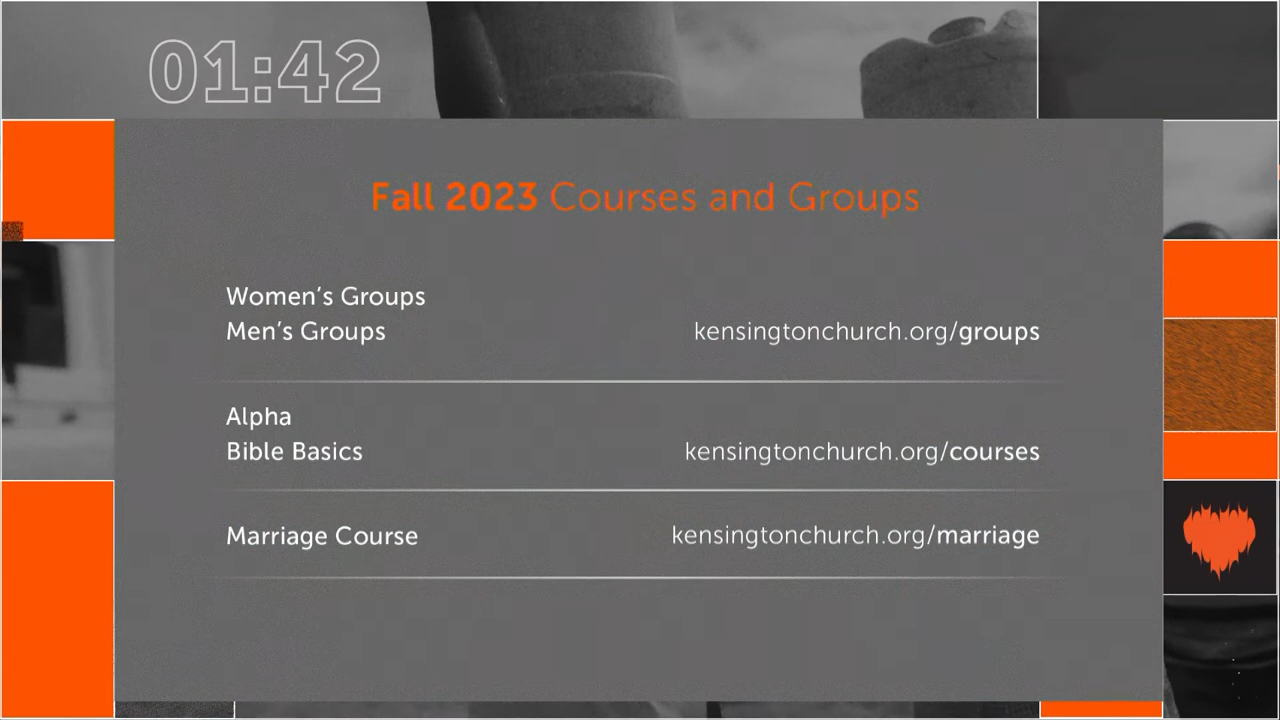 01:42
Fall 2023 Courses and Groups
Women’s Groups
Men’s Groups kensingtonchurch.org/groups
Alpha
Bible Basics kensingtonchurch.org/courses
Marriage Course kensingtonchurch.org/marriage